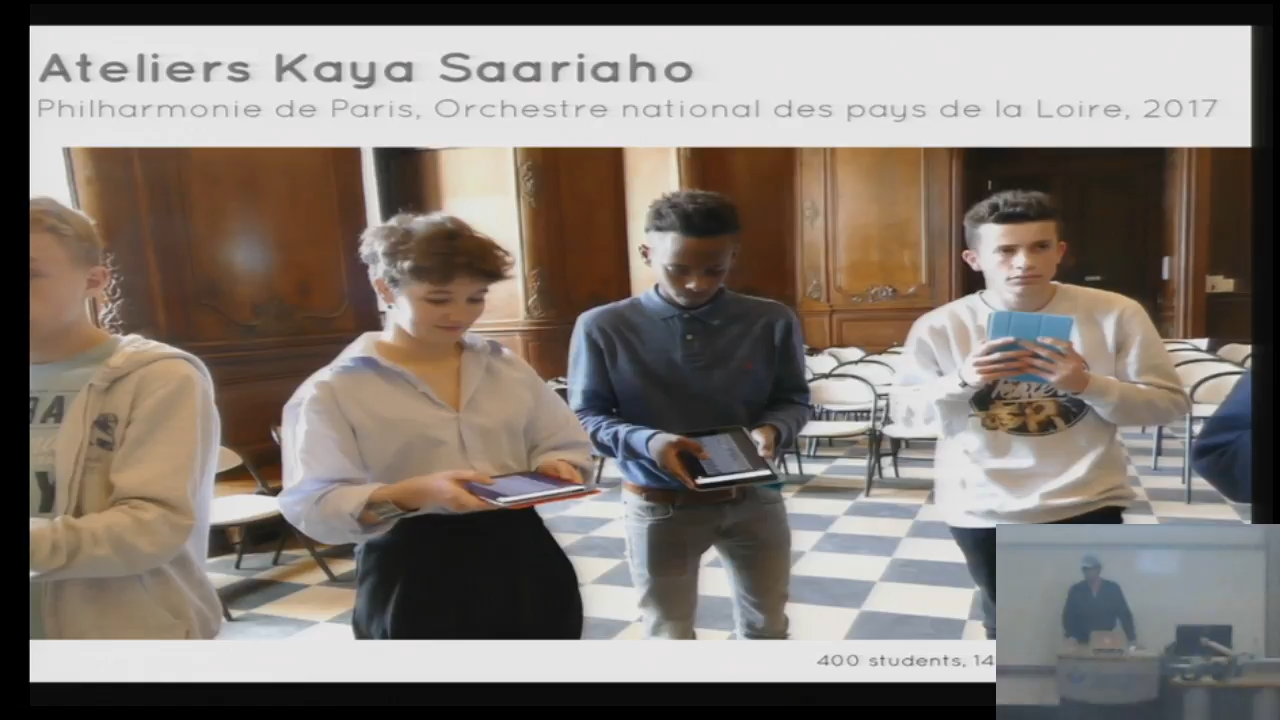 Ateliers Kaya Saariaho
Philharmonie de Paris, Orchestre national des pays de la Loire, 2017
400 students, 14